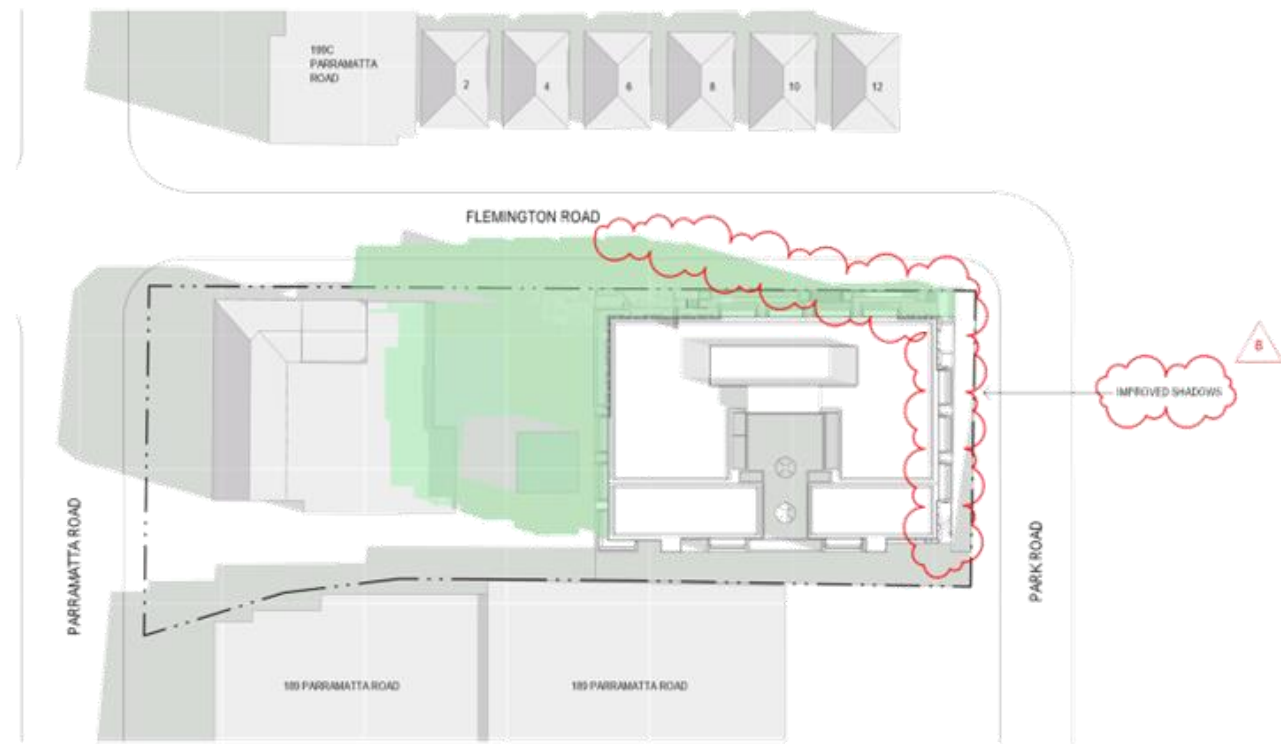 199C
PARRAMATTA
ROAD
2
4
6
8
10
12
FLEMINGTON ROAD
B
IMPROVED SHADOWS
PARRAMATTA ROAD
PARK ROAD
189 PARRAMATTA ROAD
189 PARRAMATTA ROAD